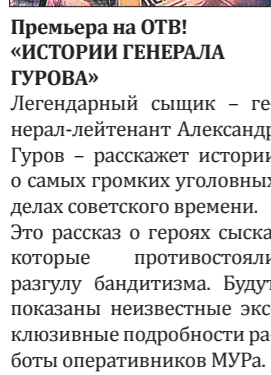 Премьера на ОТВ!
«ИСТОРИИ ГЕНЕРАЛА
ГУРОВА»
Легендарный сыщик – ге-
нерал-лейтенант Александр
Гуров – расскажет истории
о самых громких уголовных
делах советского времени.
Это рассказ о героях сыска,
которые противостояли
разгулу бандитизма. Будут
показаны неизвестные экс-
клюзивные подробности ра-
боты оперативников МУРа.